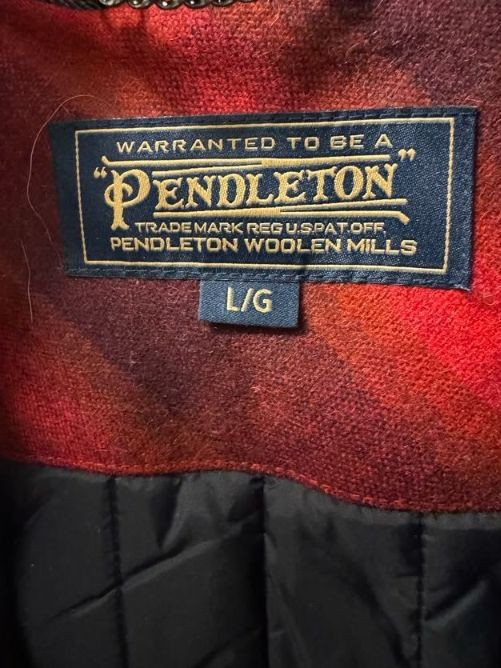 WARRANTED TO BE A
"PENDLETON"
TRADE MARK REG U.S.PAT.OFF.
PENDLETON WOOLEN MILLS
L/G